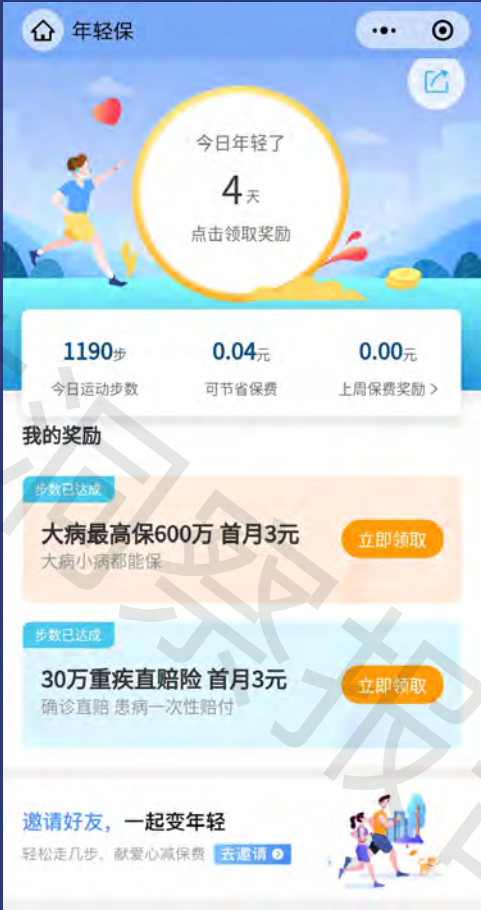 年轻保
今日年轻了
4天
点击领取奖励
1190步
0.04元
0.00元
今日运动步数
可节省保费
上周保费奖励 >
我的奖励
步数已达成
大病最高保600万 首月3元
大病小病都能保
立即领取
步数已达成
30万重疾直赔险 首月3元
确诊直赔 患病一次性赔付
立即领取
邀请好友，一起变年轻
轻松走几步、献爱心减保费
去邀请
洞察报告